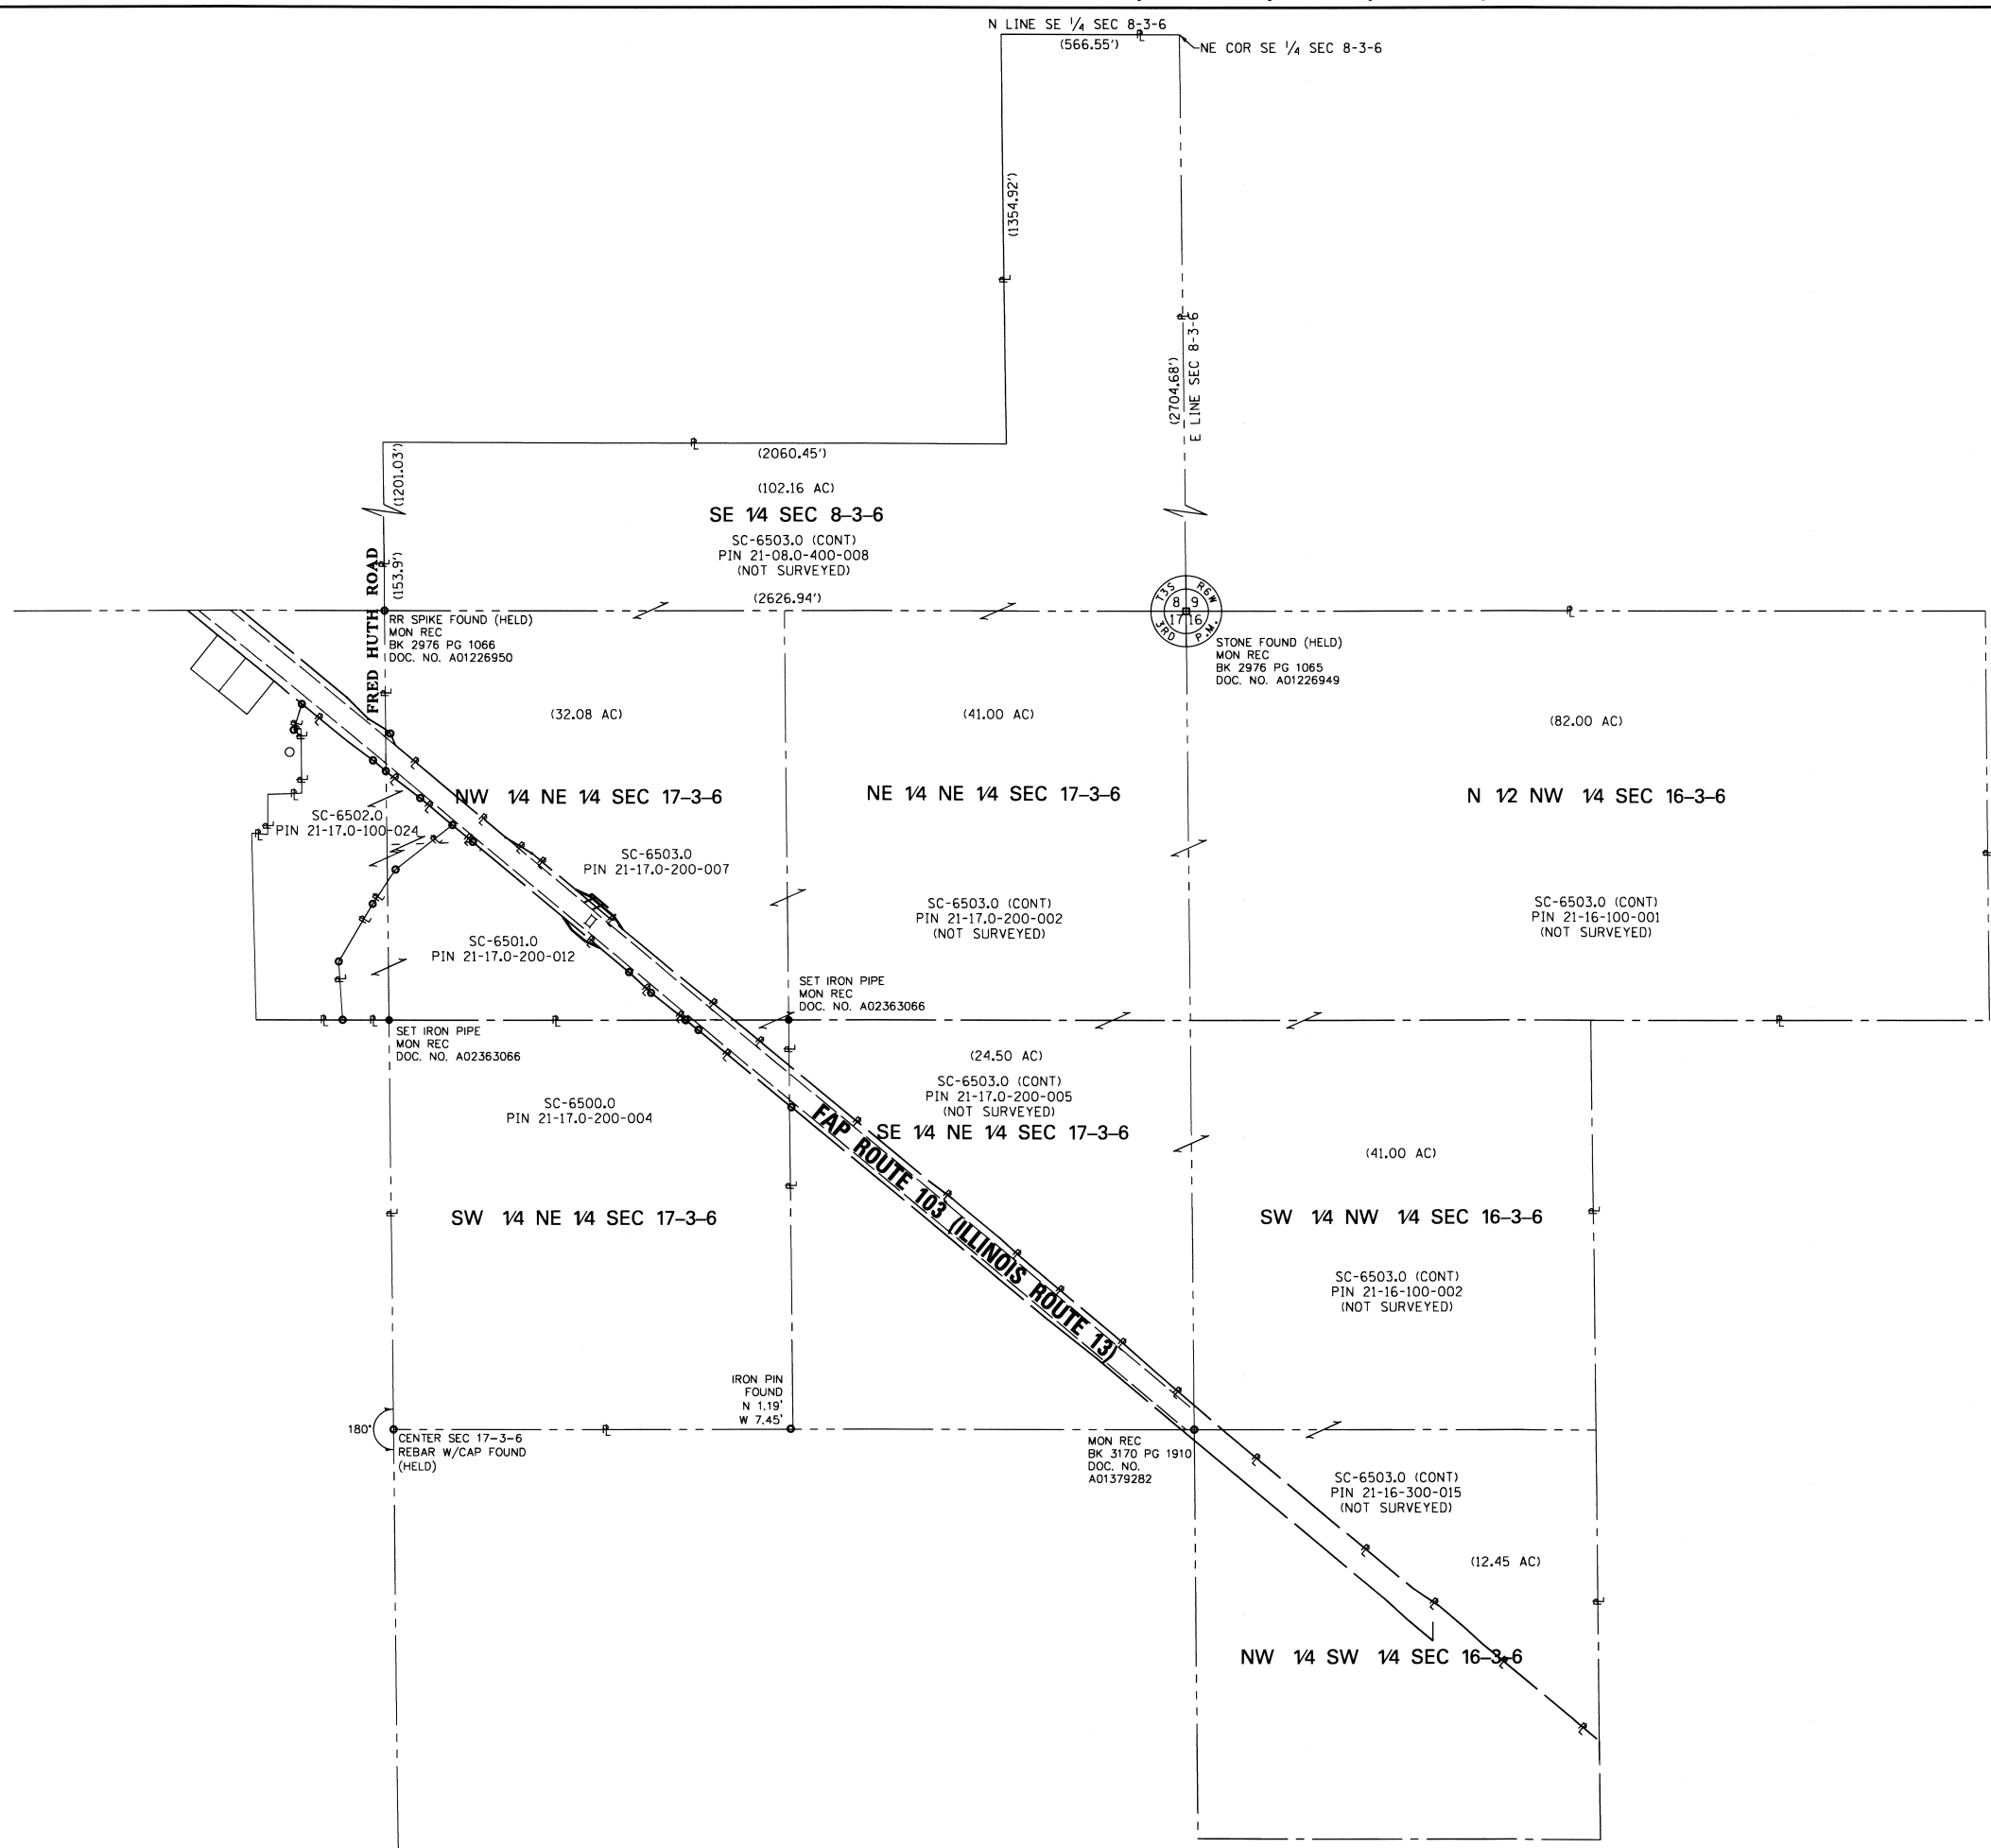 N LINE SE 1/4 SEC 8-3-6
(566.55')
NE COR SE 1/4 SEC 8-3-6
(1354.92')
(2704.68')
E LINE SEC 8-3-6
(1201.03')
(2060.45')
(102.16 AC)
SE 1/4 SEC 8-3-6
SC-6503.0 (CONT)
PIN 21-08.0-400-008
(NOT SURVEYED)
FRED HUTH ROAD
(153.9')
(2626.94')
T3S R6W
8 9
17 16
3RD P.M.
RR SPIKE FOUND (HELD)
MON REC
BK 2976 PG 1066
DOC. NO. A01226950
STONE FOUND (HELD)
MON REC
BK 2976 PG 1065
DOC. NO. A01226949
(32.08 AC)
(41.00 AC)
(82.00 AC)
NW 1/4 NE 1/4 SEC 17-3-6
NE 1/4 NE 1/4 SEC 17-3-6
N 1/2 NW 1/4 SEC 16-3-6
SC-6502.0
PIN 21-17.0-100-024
SC-6503.0
PIN 21-17.0-200-007
SC-6503.0 (CONT)
PIN 21-17.0-200-002
(NOT SURVEYED)
SC-6503.0 (CONT)
PIN 21-16-100-001
(NOT SURVEYED)
SC-6501.0
PIN 21-17.0-200-012
SET IRON PIPE
MON REC
DOC. NO. A02363066
SET IRON PIPE
MON REC
DOC. NO. A02363066
(24.50 AC)
SC-6503.0 (CONT)
PIN 21-17.0-200-005
(NOT SURVEYED)
SE 1/4 NE 1/4 SEC 17-3-6
SC-6500.0
PIN 21-17.0-200-004
FAP ROUTE 103 (ILLINOIS ROUTE 13)
(41.00 AC)
SW 1/4 NE 1/4 SEC 17-3-6
SW 1/4 NW 1/4 SEC 16-3-6
SC-6503.0 (CONT)
PIN 21-16-100-002
(NOT SURVEYED)
IRON PIN
FOUND
N 1.19'
W 7.45'
180°
CENTER SEC 17-3-6
REBAR W/CAP FOUND
(HELD)
MON REC
BK 3170 PG 1910
DOC. NO.
A01379282
SC-6503.0 (CONT)
PIN 21-16-300-015
(NOT SURVEYED)
(12.45 AC)
NW 1/4 SW 1/4 SEC 16-3-6